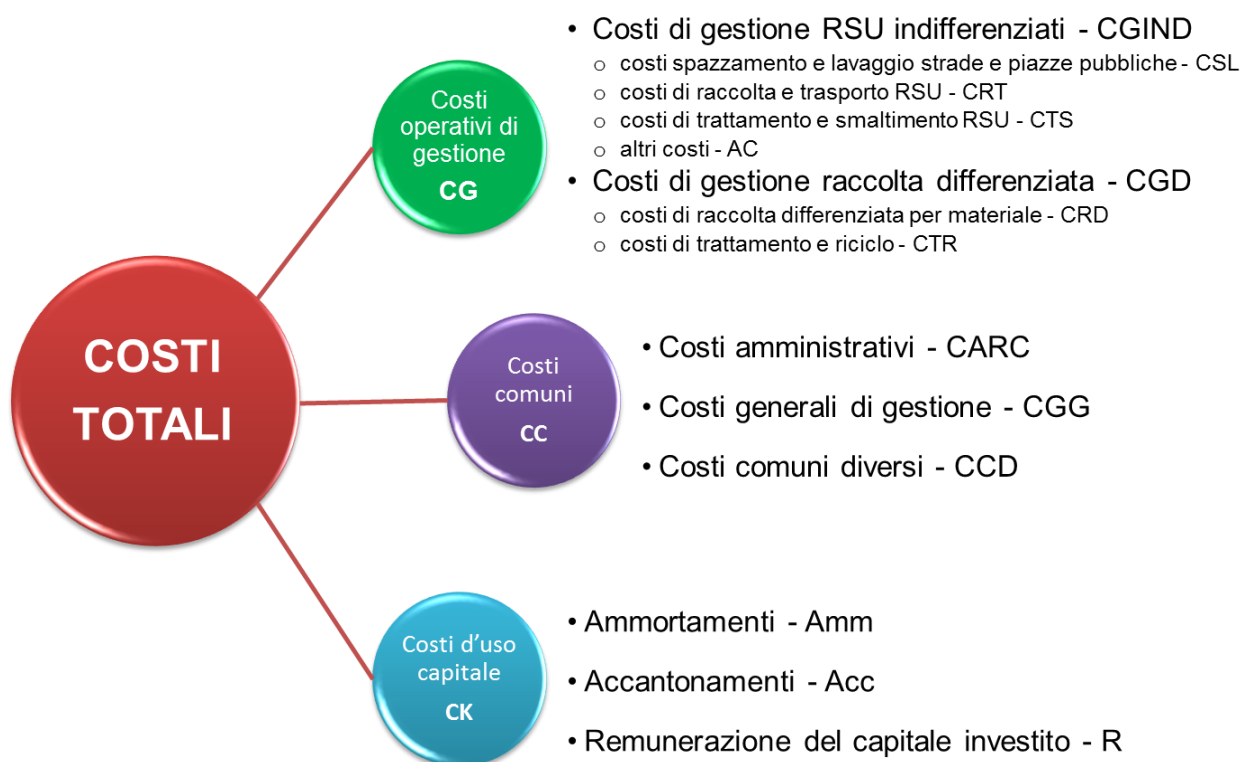 COSTI
TOTALI
Costi
operativi di
gestione
CG
• Costi di gestione RSU indifferenziati - CGIND
o costi spazzamento e lavaggio strade e piazze pubbliche - CSL
o costi di raccolta e trasporto RSU - CRT
o costi di trattamento e smaltimento RSU - CTS
o altri costi - AC
• Costi di gestione raccolta differenziata - CGD
o costi di raccolta differenziata per materiale - CRD
o costi di trattamento e riciclo - CTR
Costi
comuni
CC
• Costi amministrativi - CARC
• Costi generali di gestione - CGG
• Costi comuni diversi - CCD
Costi d'uso
capitale
CK
• Ammortamenti - Amm
• Accantonamenti - Acc
• Remunerazione del capitale investito - R